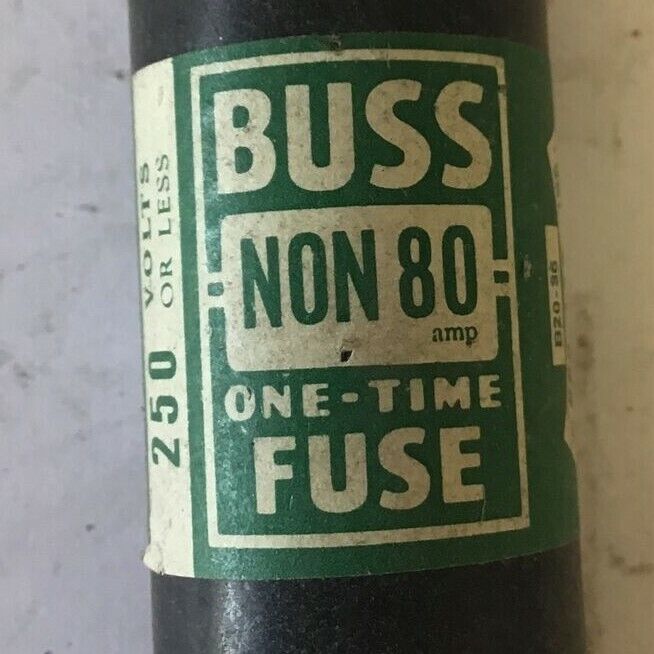 BUSS
NON 80
amp
ONE-TIME
FUSE
250 VOLTS
OR LESS